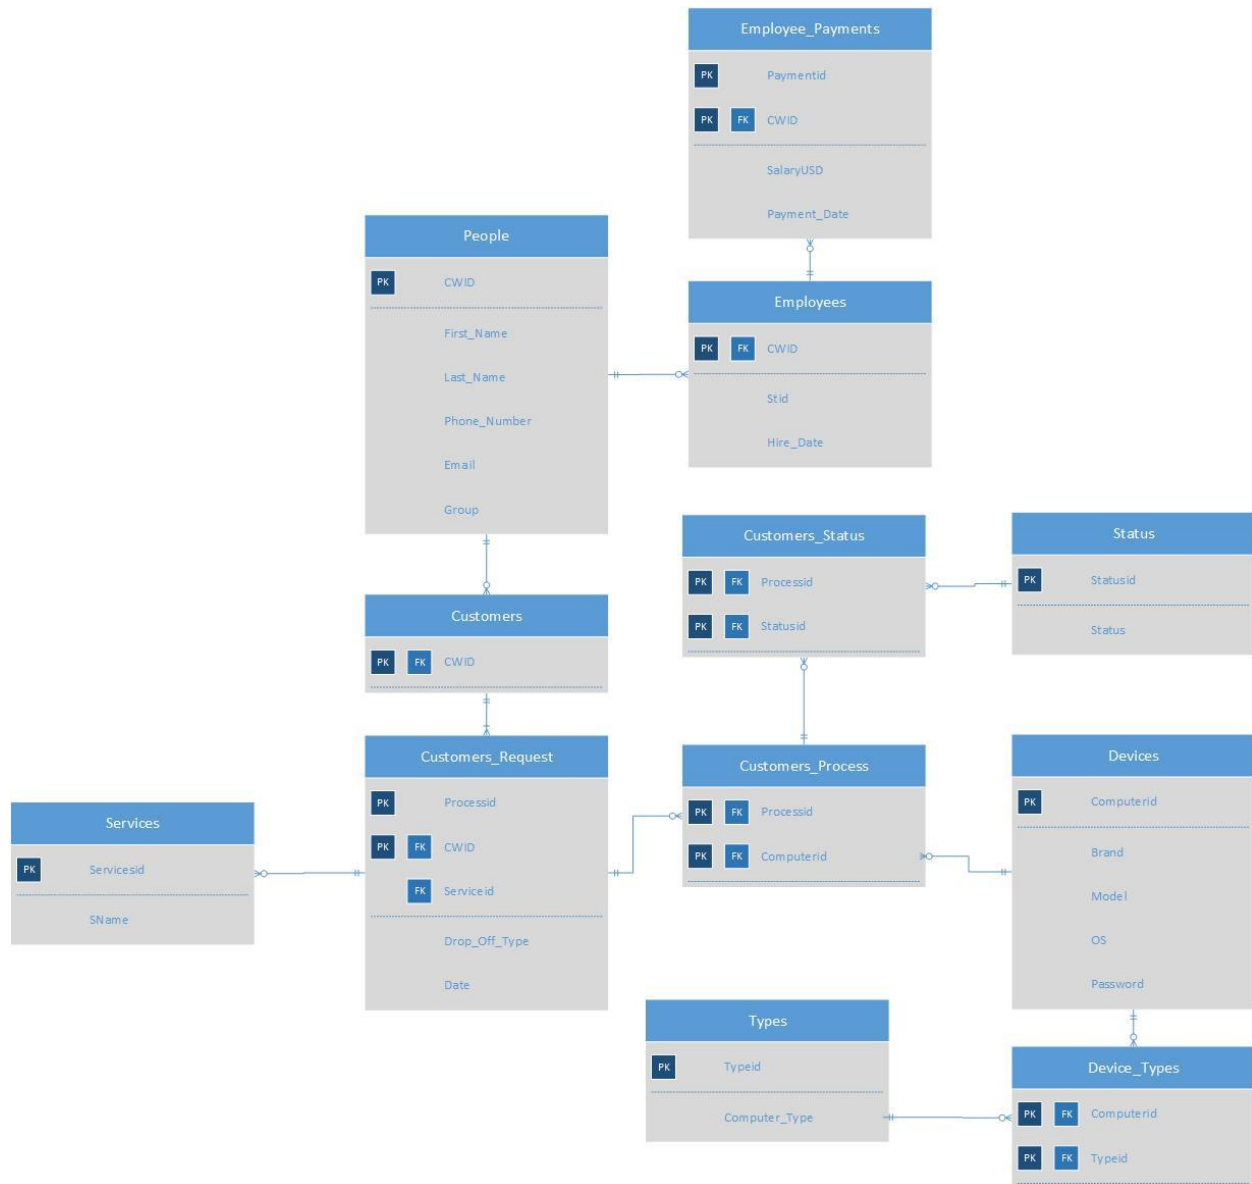 Employee_Payments
PK Paymentid
PK FK CWID
SalaryUSD
Payment_Date
People
PK CWID
First_Name
Last_Name
Phone_Number
Email
Group
Employees
PK FK CWID
Stid
Hire_Date
Customers_Status
PK FK Processid
PK FK Statusid
Status
PK Statusid
Status
Customers
PK FK CWID
Customers_Request
PK Processid
PK FK CWID
FK Serviceid
Drop_Off_Type
Date
Customers_Process
PK FK Processid
PK FK Computerid
Devices
PK Computerid
Brand
Model
OS
Password
Services
PK Servicesid
SName
Types
PK Typeid
Computer_Type
Device_Types
PK FK Computerid
PK FK Typeid